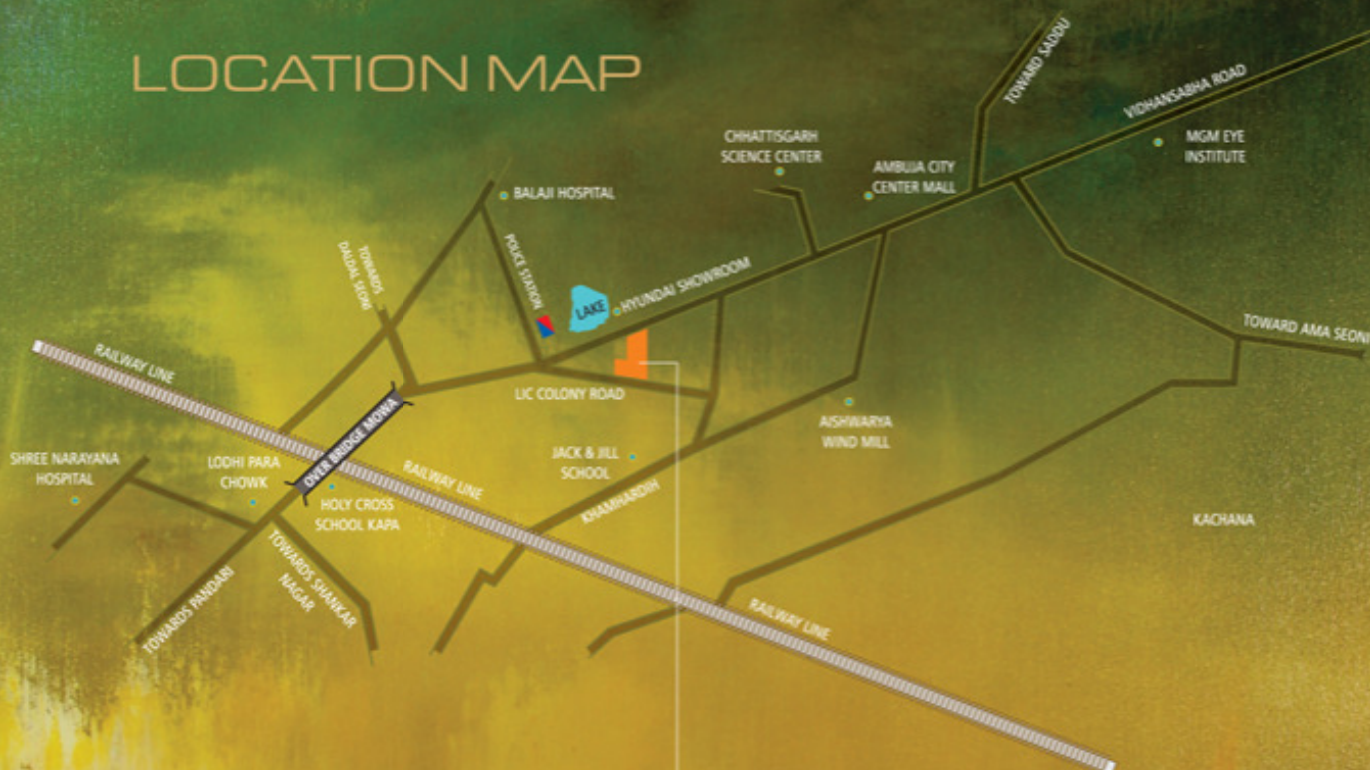 LOCATION MAP
TOWARD SADDU
VIDHANSABHA ROAD
CHHATTISGARH
SCIENCE CENTER
MGM EYE
INSTITUTE
AMBUJA CITY
CENTER MALL
BALAJI HOSPITAL
POLICE STATION
TOWARDS
DALDAL SEONI
LAKE
HYUNDAI SHOWROOM
TOWARD AMA SEONI
RAILWAY LINE
LIC COLONY ROAD
OVER BRIDGE MOWA
AISHWARYA
WIND MILL
SHREE NARAYANA
HOSPITAL
LODHI PARA
CHOWK
RAILWAY LINE
JACK & JILL
SCHOOL
KHAMHARDIH
HOLY CROSS
SCHOOL KAPA
KACHANA
TOWARDS PANDARI
TOWARDS SHANKAR
NAGAR
RAILWAY LINE